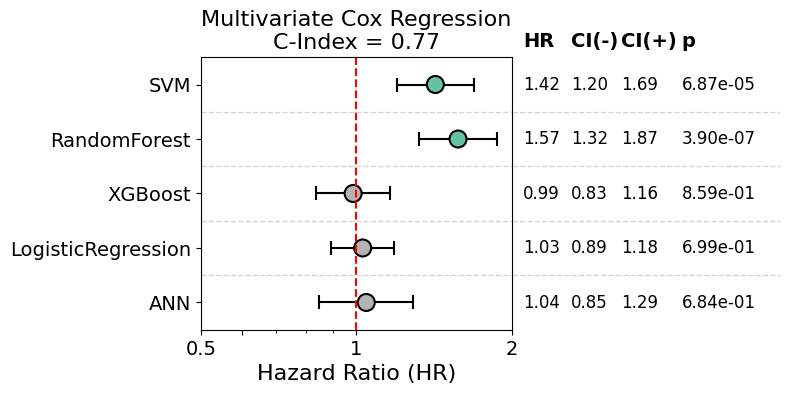 Multivariate Cox Regression
C-Index = 0.77
HR CI(-) CI(+) p
SVM 1.42 1.20 1.69 6.87e-05
RandomForest 1.57 1.32 1.87 3.90e-07
XGBoost 0.99 0.83 1.16 8.59e-01
LogisticRegression 1.03 0.89 1.18 6.99e-01
ANN 1.04 0.85 1.29 6.84e-01
0.5 1 2
Hazard Ratio (HR)